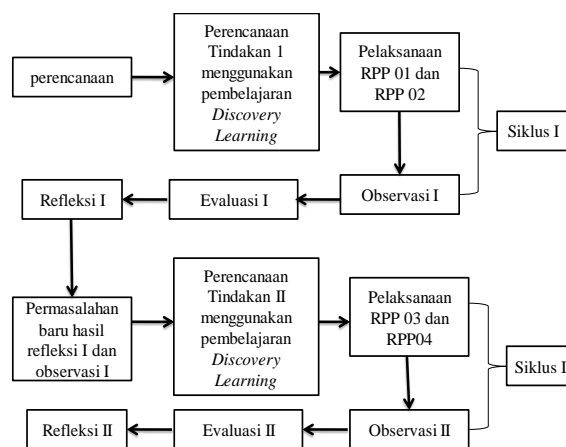 perencanaan
Perencanaan
Tindakan 1
menggunakan
pembelajaran
Discovery
Learning
Pelaksanaan
RPP 01 dan
RPP 02
Siklus I
Refleksi I
Evaluasi I
Observasi I
Permasalahan
baru hasil
refleksi I dan
observasi I
Perencanaan
Tindakan II
menggunakan
pembelajaran
Discovery
Learning
Pelaksanaan
RPP 03 dan
RPP04
Siklus I
Refleksi II
Evaluasi II
Observasi II